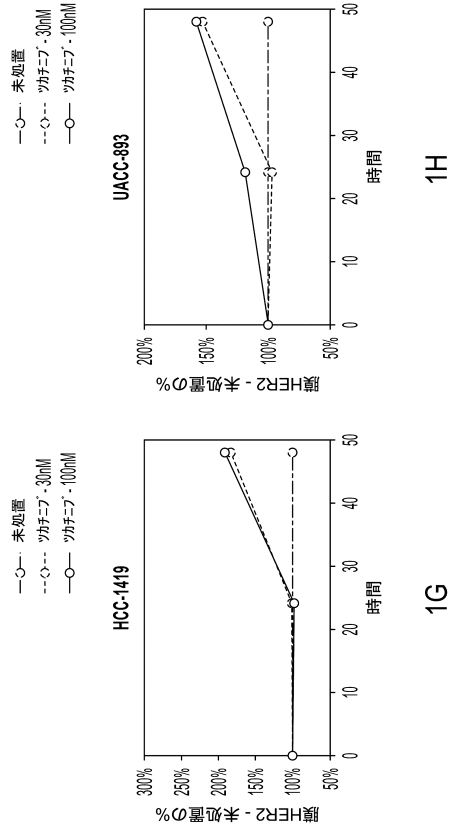 未処置
ツカチニブ - 30nM
ツカチニブ - 100nM
HCC-1419
膜HER2 - 未処置の%
300%
250%
200%
150%
100%
50%
0
10
20
30
40
50
時間
1G
未処置
ツカチニブ - 30nM
ツカチニブ - 100nM
UACC-893
膜HER2 - 未処置の%
200%
150%
100%
50%
0
10
20
30
40
50
時間
1H